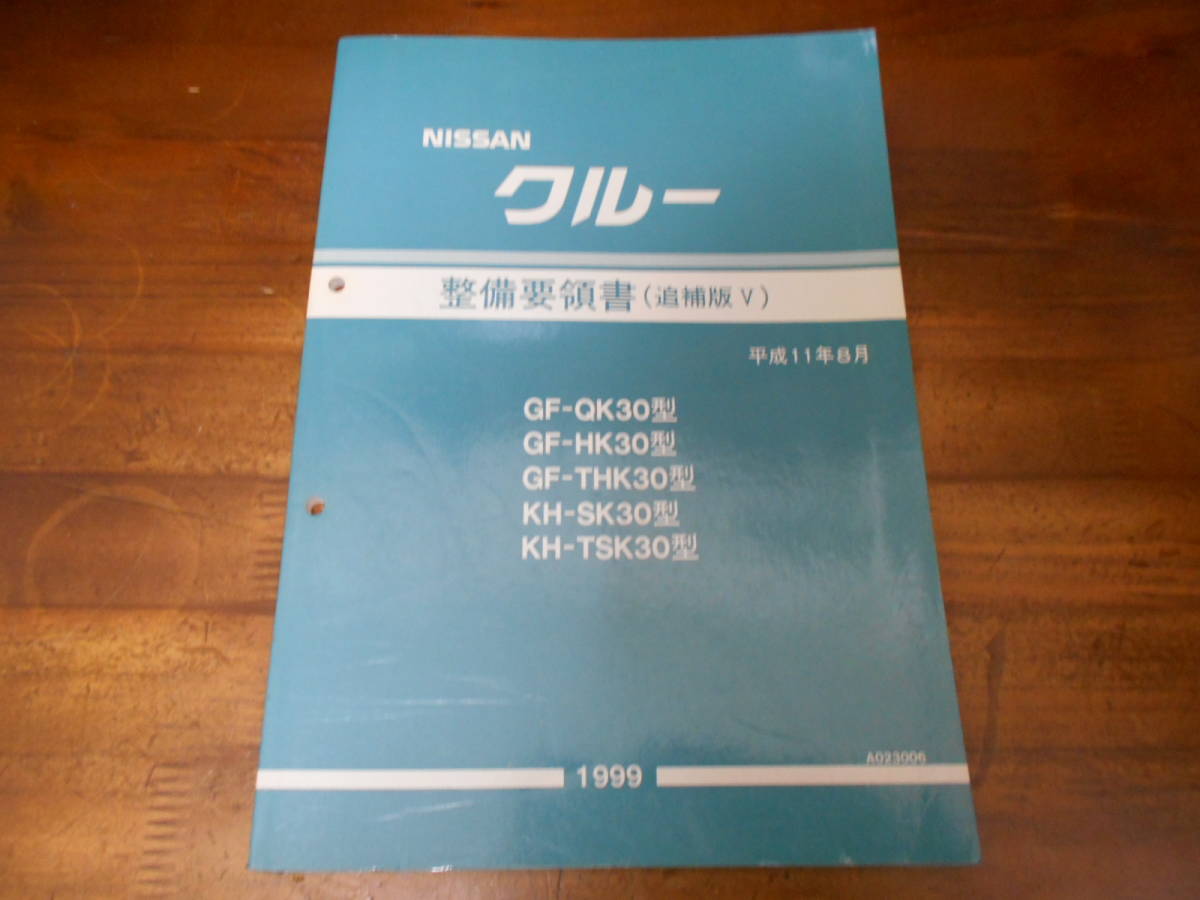 NISSAN
クルー
整備要領書(追補版 V)
平成11年8月
GF-QK30型
GF-HK30型
GF-THK30型
KH-SK30型
KH-TSK30型
A023006
1999